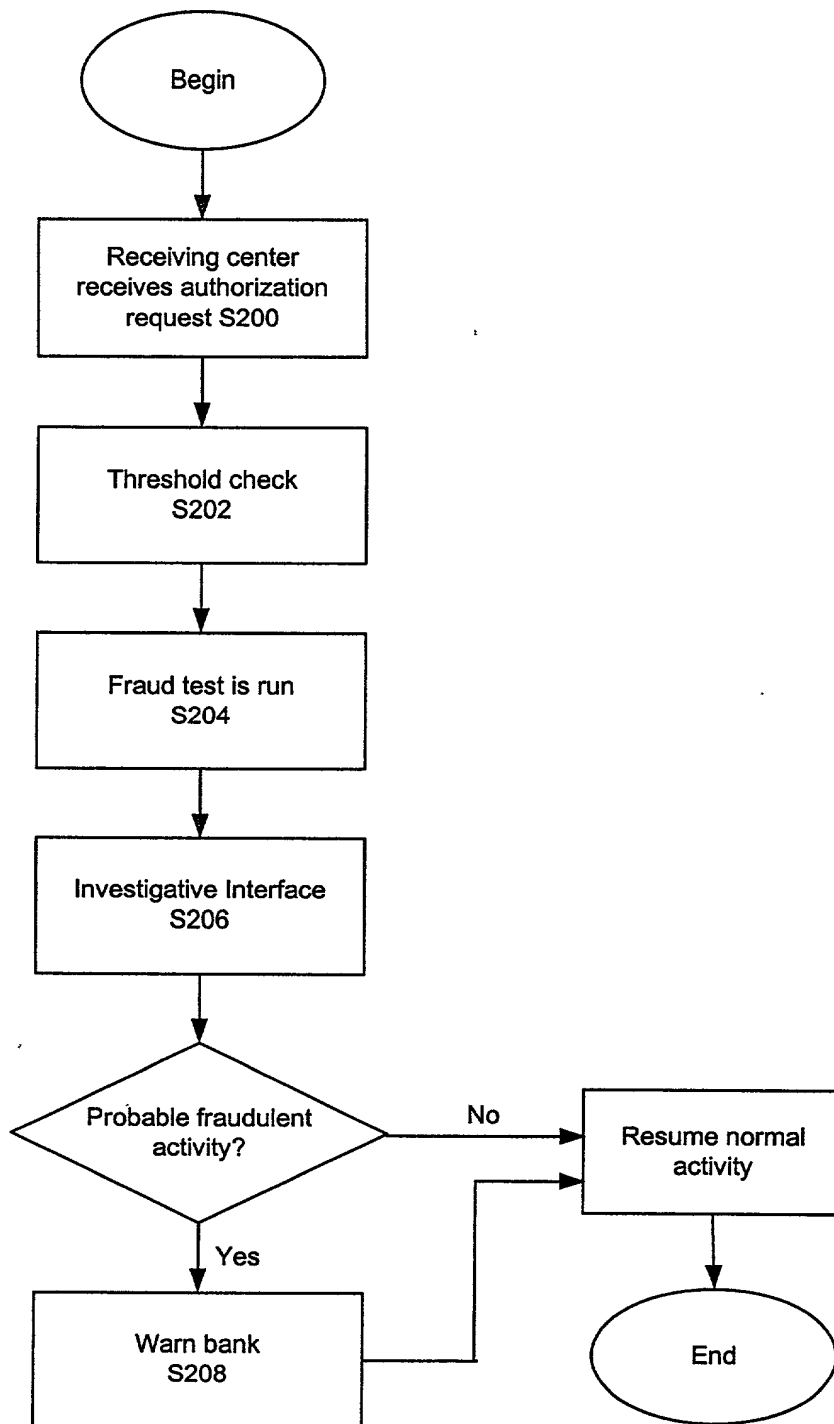 Begin
Receiving center
receives authorization
request S200
Threshold check
S202
Fraud test is run
S204
Investigative Interface
S206
Probable fraudulent
activity?
No
Resume normal
activity
Yes
Warn bank
S208
End